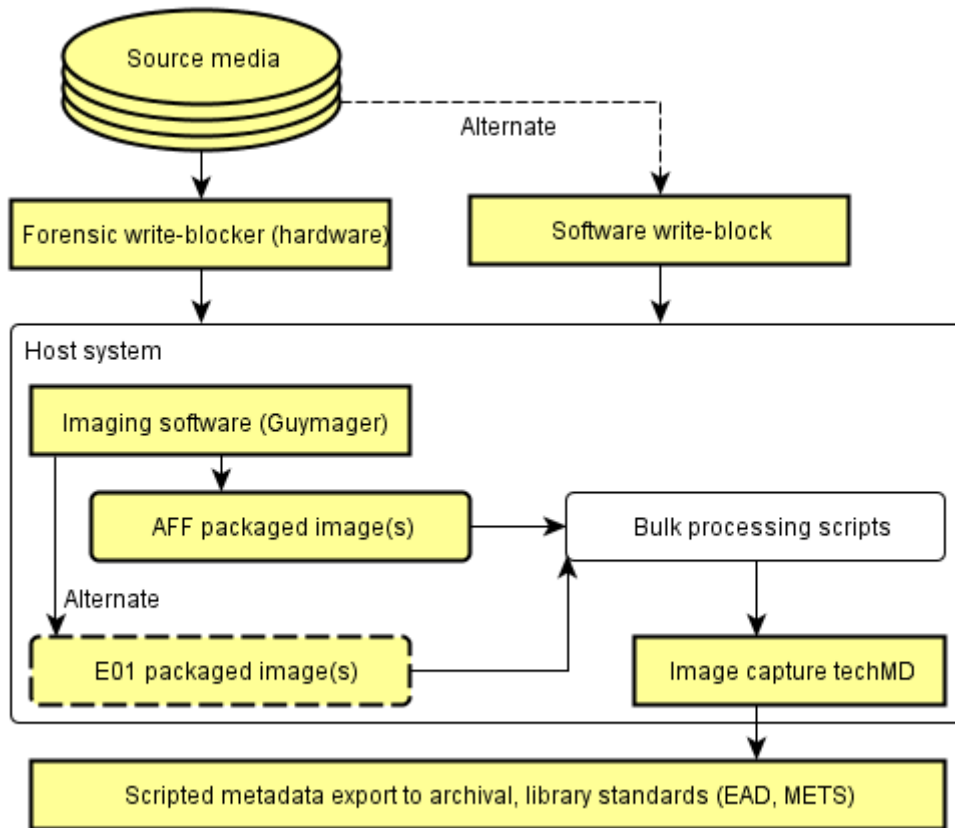 Source media
Alternate
Forensic write-blocker (hardware)
Software write-block
Host system
Imaging software (Guymager)
AFF packaged image(s)
Bulk processing scripts
Alternate
E01 packaged image(s)
Image capture techMD
Scripted metadata export to archival, library standards (EAD, METS)